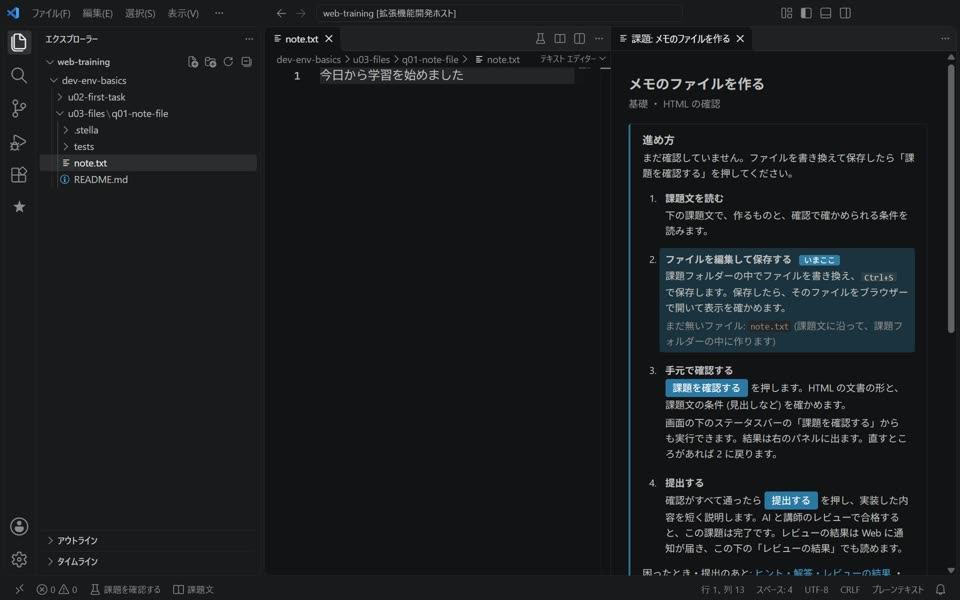 ファイル(F) 編集(E) 選択(S) 表示(V) ···
web-training [拡張機能開発ホスト]
エクスプローラー
web-training
dev-env-basics
u02-first-task
u03-files\q01-note-file
.stella
tests
note.txt
README.md
アウトライン
タイムライン
note.txt
dev-env-basics > u03-files > q01-note-file > note.txt テキスト エディター
1 今日から学習を始めました
課題: メモのファイルを作る
メモのファイルを作る
基礎 ・ HTML の確認
進め方
まだ確認していません。ファイルを書き換えて保存したら「課
題を確認する」を押してください。
1. 課題文を読む
下の課題文で、作るものと、確認で確かめられる条件を
読みます。
2. ファイルを編集して保存する いまここ
課題フォルダーの中でファイルを書き換え、Ctrl+S
で保存します。保存したら、そのファイルをブラウザー
で開いて表示を確かめます。
まだ無いファイル: note.txt (課題文に沿って、課題フ
ォルダーの中に作ります)
3. 手元で確認する
課題を確認する を押します。HTML の文書の形と、
課題文の条件 (見出しなど) を確かめます。
画面の下のステータスバーの「課題を確認する」から
も実行できます。結果は右のパネルに出ます。直すとこ
ろがあれば 2 に戻ります。
4. 提出する
確認がすべて通ったら 提出する を押し、実装した内
容を短く説明します。AI と講師のレビューで合格する
と、この課題は完了です。レビューの結果は Web に通
知が届き、この下の「レビューの結果」でも読めます。
困ったとき・提出のあと: ヒント・解答・レビューの結果 ・
0 0 課題を確認する 課題文
行 1, 列 13 スペース: 4 UTF-8 CRLF プレーンテキスト